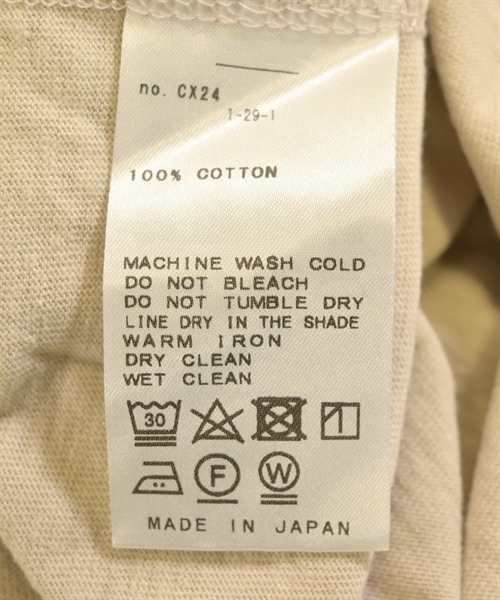 no. CX24
1-29-1
100% COTTON
MACHINE WASH COLD
DO NOT BLEACH
DO NOT TUMBLE DRY
LINE DRY IN THE SHADE
WARM IRON
DRY CLEAN
WET CLEAN
30
F W
MADE IN JAPAN